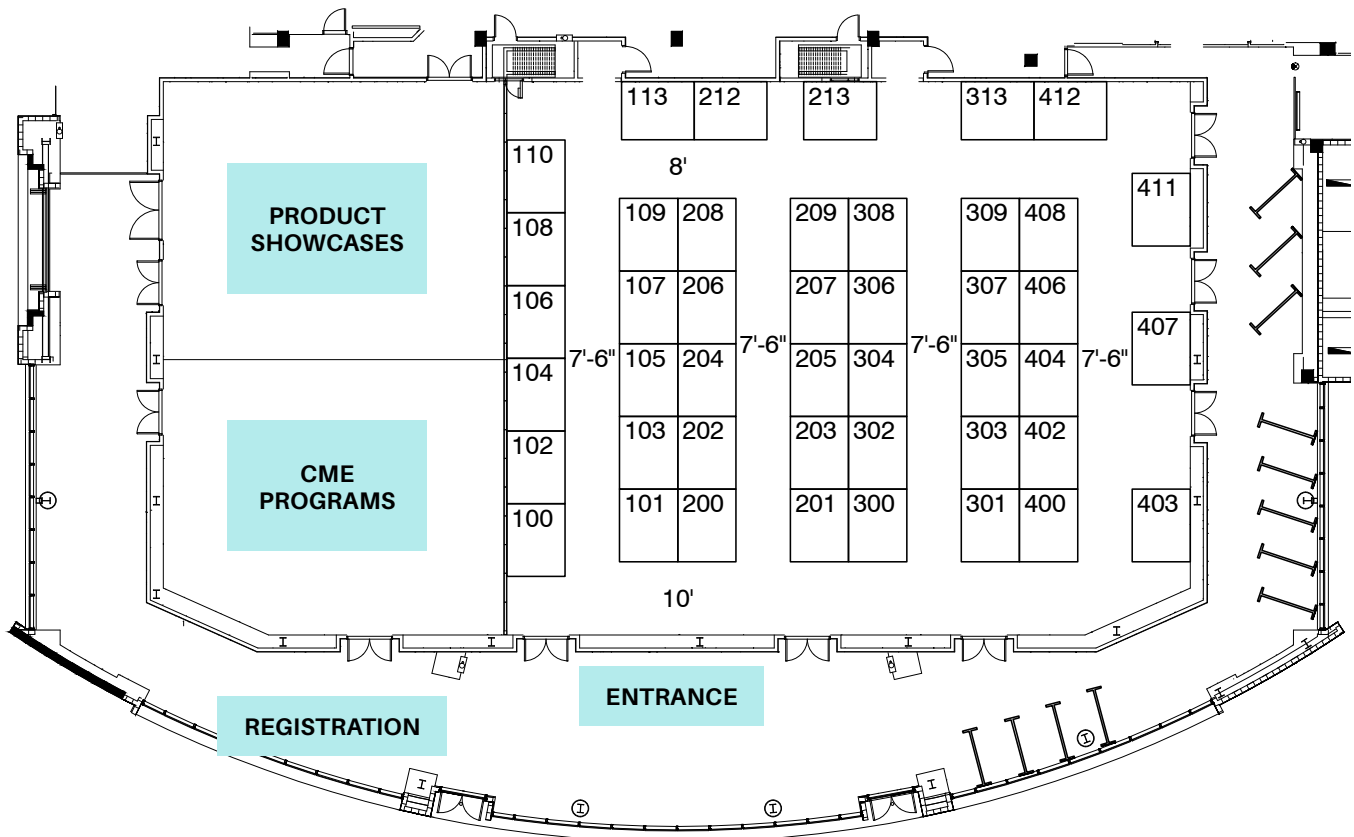 113 212 213 313 412
110
8'
411
PRODUCT
SHOWCASES
109 208 209 308 309 408
108
107 206 207 306 307 406
106
407
7'-6" 7'-6" 7'-6" 7'-6"
105 204 205 304 305 404
104
103 202 203 302 303 402
102
CME
PROGRAMS
101 200 201 300 301 400 403
100
10'
ENTRANCE
REGISTRATION